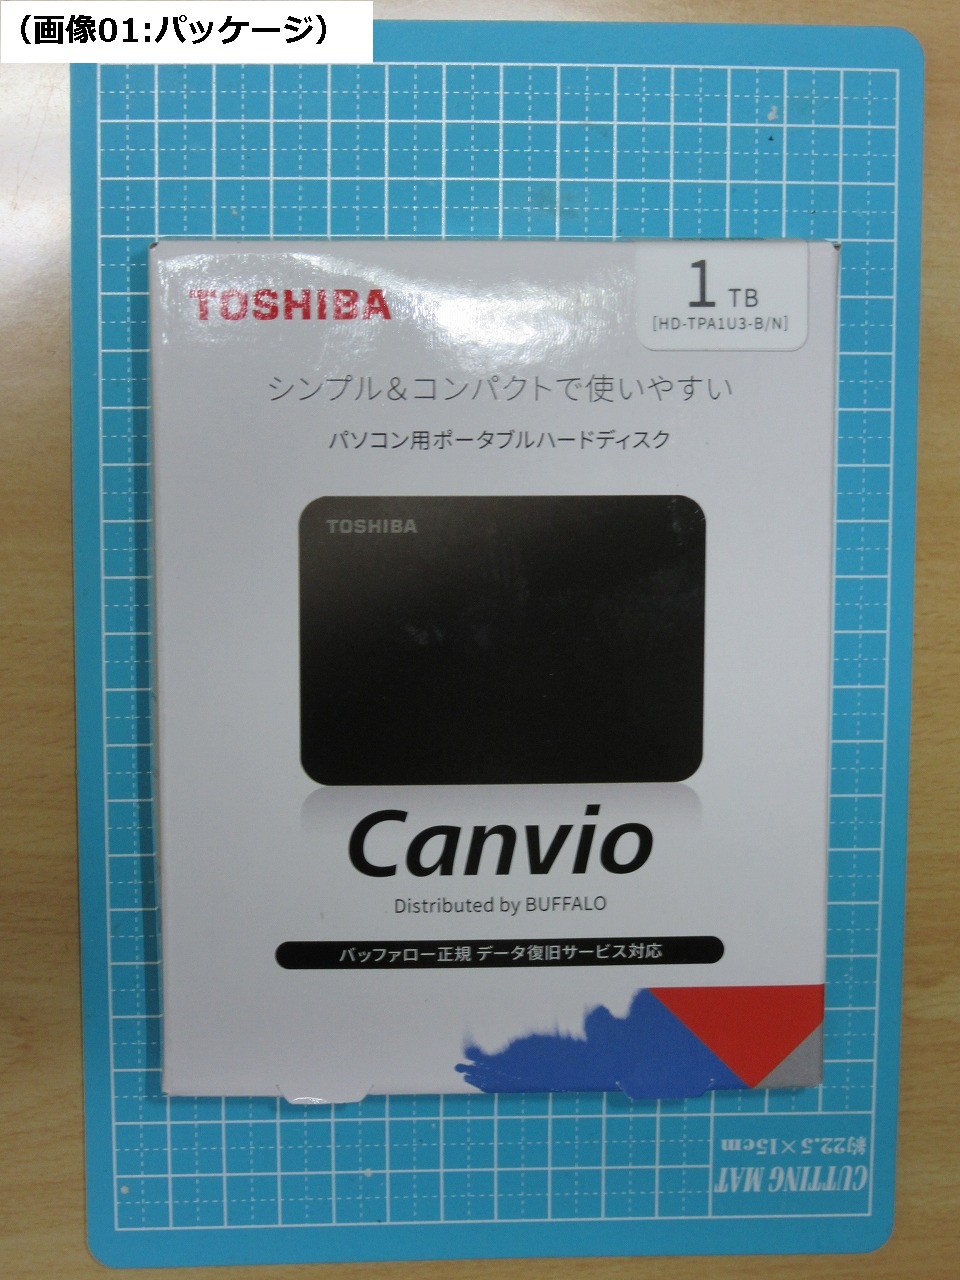 （画像01:パッケージ）
TOSHIBA
1 TB
[HD-TPA1U3-B/N]
シンプル＆コンパクトで使いやすい
パソコン用ポータブルハードディスク
TOSHIBA
Canvio
Distributed by BUFFALO
バッファロー正規 データ復旧サービス対応
CUTTING MAT
約22.5×15cm